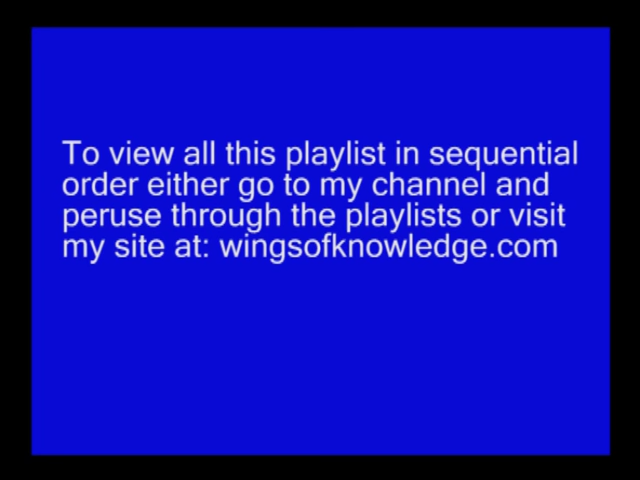 To view all this playlist in sequential
order either go to my channel and
peruse through the playlists or visit
my site at: wingsofknowledge.com